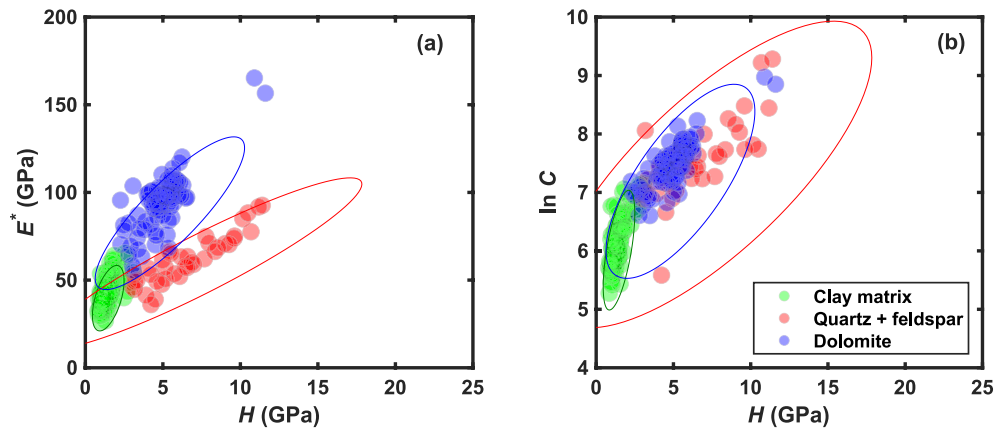 200
150
100
50
0
E* (GPa)
(a)
0 5 10 15 20 25
H (GPa)
10
9
8
7
6
5
4
ln C
(b)
Clay matrix
Quartz + feldspar
Dolomite
0 5 10 15 20 25
H (GPa)